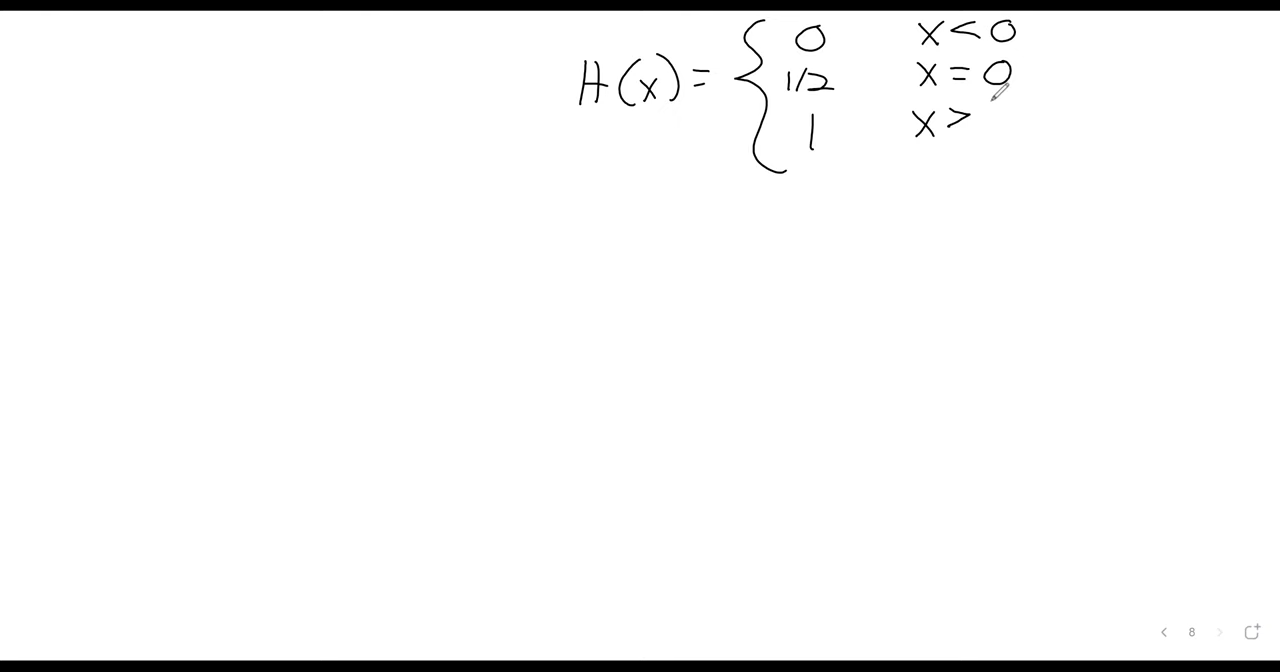 H(x) = { 0 x < 0
1/2 x = 0
1 x >
8